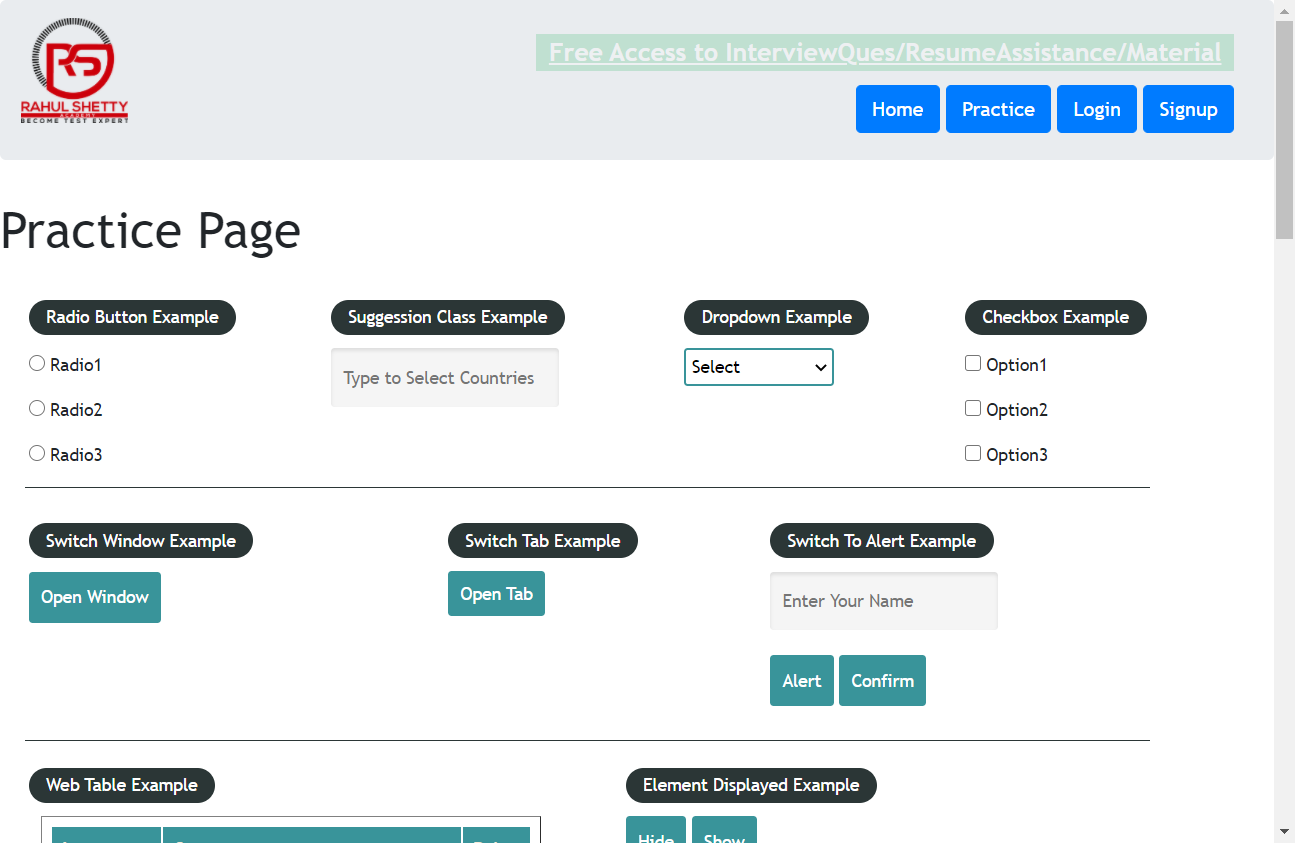 RS
RAHUL SHETTY
ACADEMY
BECOME TEST EXPERT
Free Access to InterviewQues/ResumeAssistance/Material
Home Practice Login Signup
Practice Page
Radio Button Example
Radio1
Radio2
Radio3
Suggession Class Example
Type to Select Countries
Dropdown Example
Select
Checkbox Example
Option1
Option2
Option3
Switch Window Example
Open Window
Switch Tab Example
Open Tab
Switch To Alert Example
Enter Your Name
Alert Confirm
Web Table Example
Element Displayed Example
Hide Show